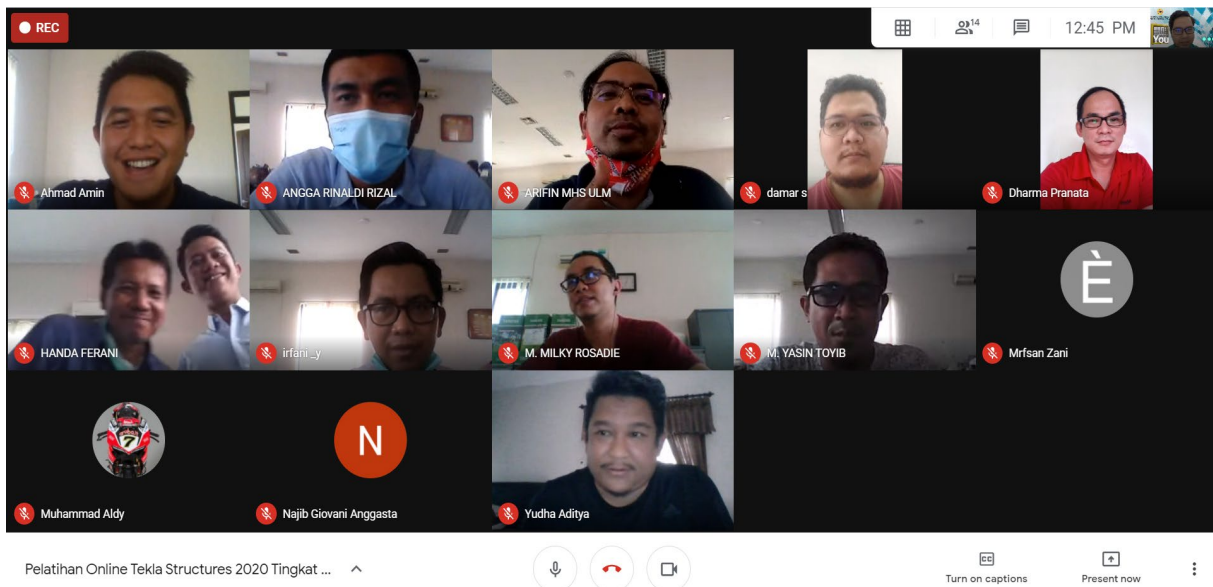 REC
14
12:45 PM
You
Ahmad Amin
ANGGA RINALDI RIZAL
ARIFIN MHS ULM
damar s
Dharma Pranata
HANDA FERANI
irfani _y
M. MILKY ROSADIE
M. YASIN TOYIB
È
Mrfsan Zani
7
Muhammad Aldy
N
Najib Giovani Anggasta
Yudha Aditya
Pelatihan Online Tekla Structures 2020 Tingkat ...
CC
Turn on captions
Present now